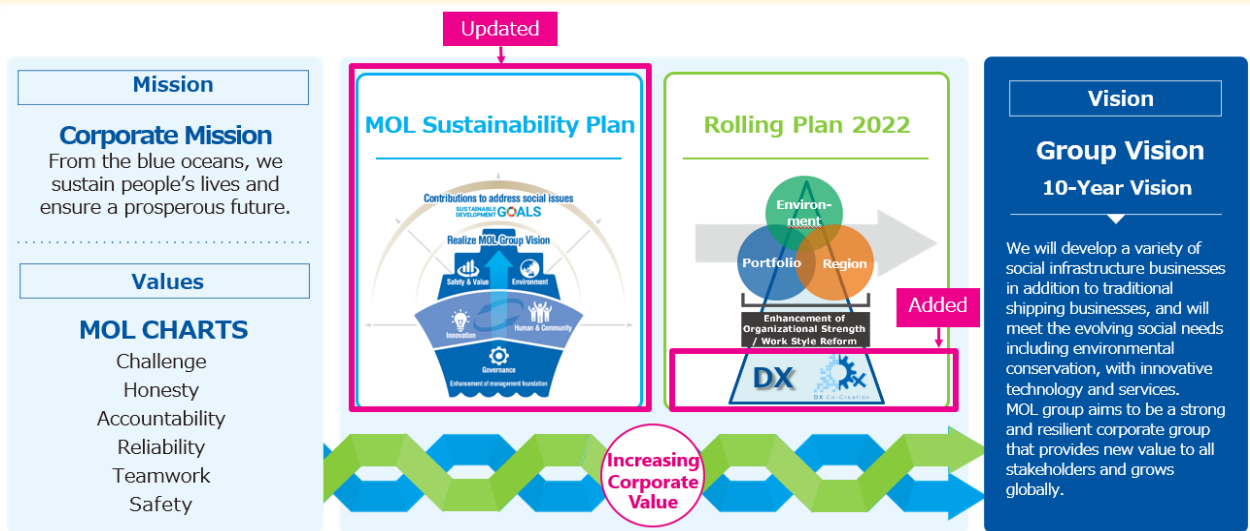 Updated
Mission
Corporate Mission
From the blue oceans, we
sustain people's lives and
ensure a prosperous future.
Values
MOL CHARTS
Challenge
Honesty
Accountability
Reliability
Teamwork
Safety
MOL Sustainability Plan
Contributions to address social issues
SUSTAINABLE
DEVELOPMENT GOALS
Realize MOL Group Vision
Safety & Value
Environment
Innovation
Human & Community
Governance
Enhancement of management foundation
Rolling Plan 2022
Environ-
ment
Portfolio
Region
Added
Enhancement of
Organizational Strength
/ Work Style Reform
DX
DX Co-Creation
Increasing
Corporate
Value
Vision
Group Vision
10-Year Vision
We will develop a variety of
social infrastructure businesses
in addition to traditional
shipping businesses, and will
meet the evolving social needs
including environmental
conservation, with innovative
technology and services.
MOL group aims to be a strong
and resilient corporate group
that provides new value to all
stakeholders and grows
globally.